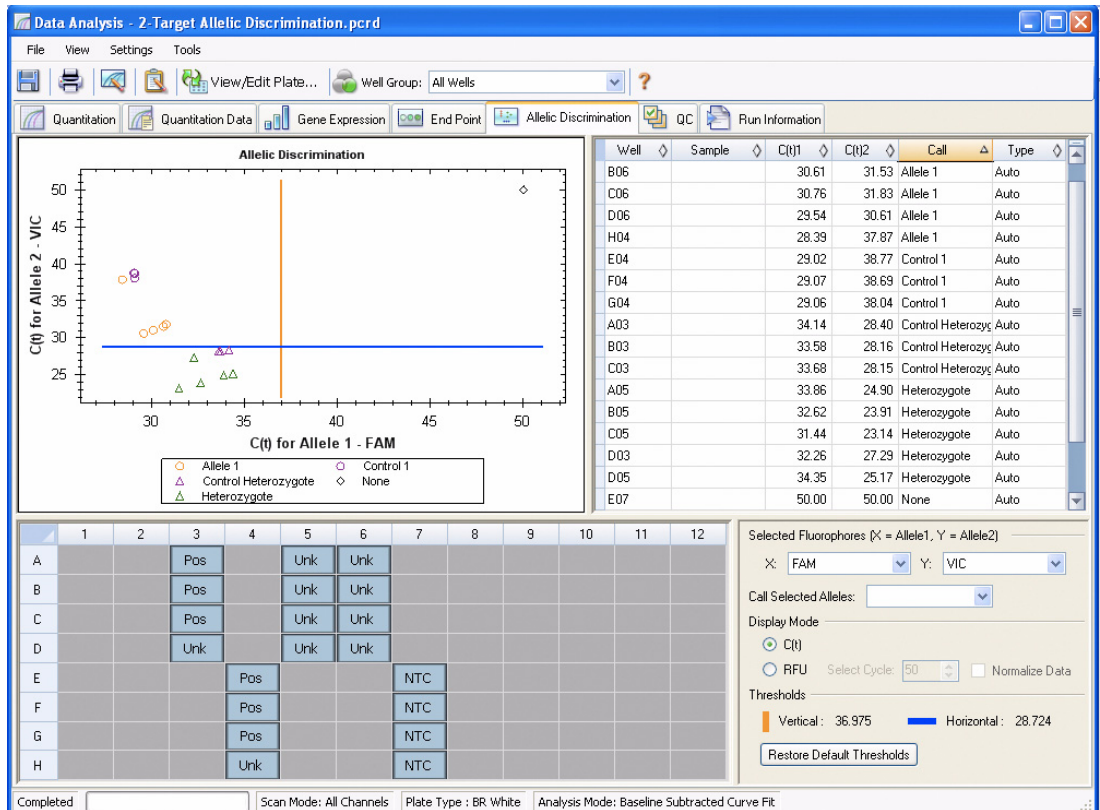 Data Analysis - 2-Target Allelic Discrimination.pcrd
File View Settings Tools
View/Edit Plate... Well Group: All Wells ?
Quantitation Quantitation Data Gene Expression End Point Allelic Discrimination QC Run Information
Allelic Discrimination
C(t) for Allele 2 - VIC
50
45
40
35
30
25
30 35 40 45 50
C(t) for Allele 1 - FAM
Allele 1 Control 1
Control Heterozygote None
Heterozygote
Well Sample C(t)1 C(t)2 Call Type
B06 30.61 31.53 Allele 1 Auto
C06 30.76 31.83 Allele 1 Auto
D06 29.54 30.61 Allele 1 Auto
H04 28.39 37.87 Allele 1 Auto
E04 29.02 38.77 Control 1 Auto
F04 29.07 38.69 Control 1 Auto
G04 29.06 38.04 Control 1 Auto
A03 34.14 28.40 Control Heterozyg Auto
B03 33.58 28.16 Control Heterozyg Auto
C03 33.68 28.15 Control Heterozyg Auto
A05 33.86 24.90 Heterozygote Auto
B05 32.62 23.91 Heterozygote Auto
C05 31.44 23.14 Heterozygote Auto
D03 32.26 27.29 Heterozygote Auto
D05 34.35 25.17 Heterozygote Auto
E07 50.00 50.00 None Auto
1 2 3 4 5 6 7 8 9 10 11 12
A Pos Unk Unk
B Pos Unk Unk
C Pos Unk Unk
D Unk Unk Unk
E Pos NTC
F Pos NTC
G Pos NTC
H Unk NTC
Selected Fluorophores (X = Allele1, Y = Allele2)
X: FAM Y: VIC
Call Selected Alleles:
Display Mode
C(t)
RFU Select Cycle: 50 Normalize Data
Thresholds
Vertical : 36.975 Horizontal : 28.724
Restore Default Thresholds
Completed Scan Mode: All Channels Plate Type : BR White Analysis Mode: Baseline Subtracted Curve Fit